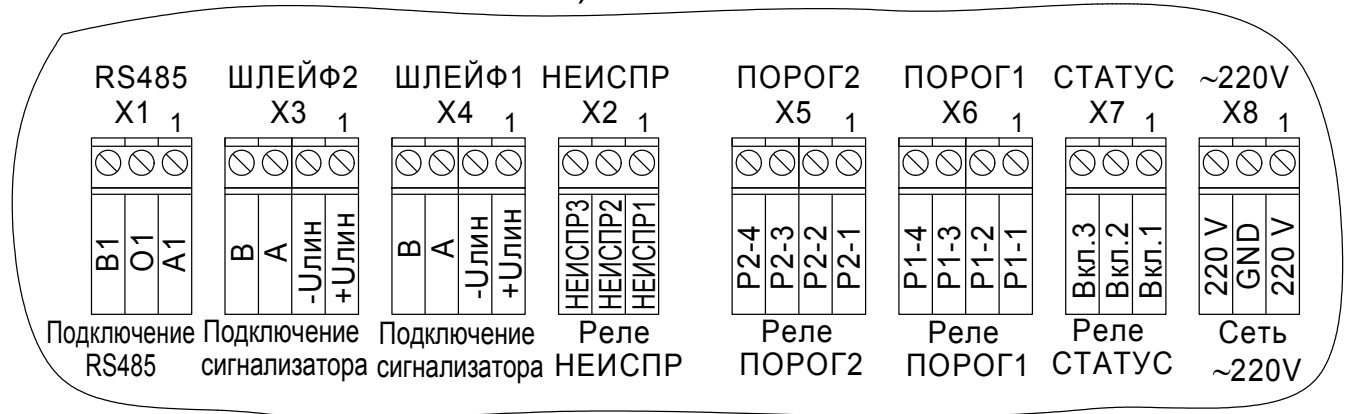 RS485 ШЛЕЙФ2 ШЛЕЙФ1 НЕИСПР ПОРОГ2 ПОРОГ1 СТАТУС ~220V
X1 1 X3 1 X4 1 X2 1 X5 1 X6 1 X7 1 X8 1
B1 O1 A1 B A -Uлин +Uлин B A -Uлин +Uлин НЕИСПР3 НЕИСПР2 НЕИСПР1 P2-4 P2-3 P2-2 P2-1 P1-4 P1-3 P1-2 P1-1 Вкл.3 Вкл.2 Вкл.1 220 V GND 220 V
Подключение Подключение Подключение Реле Реле Реле Реле Сеть
RS485 сигнализатора сигнализатора НЕИСПР ПОРОГ2 ПОРОГ1 СТАТУС ~220V